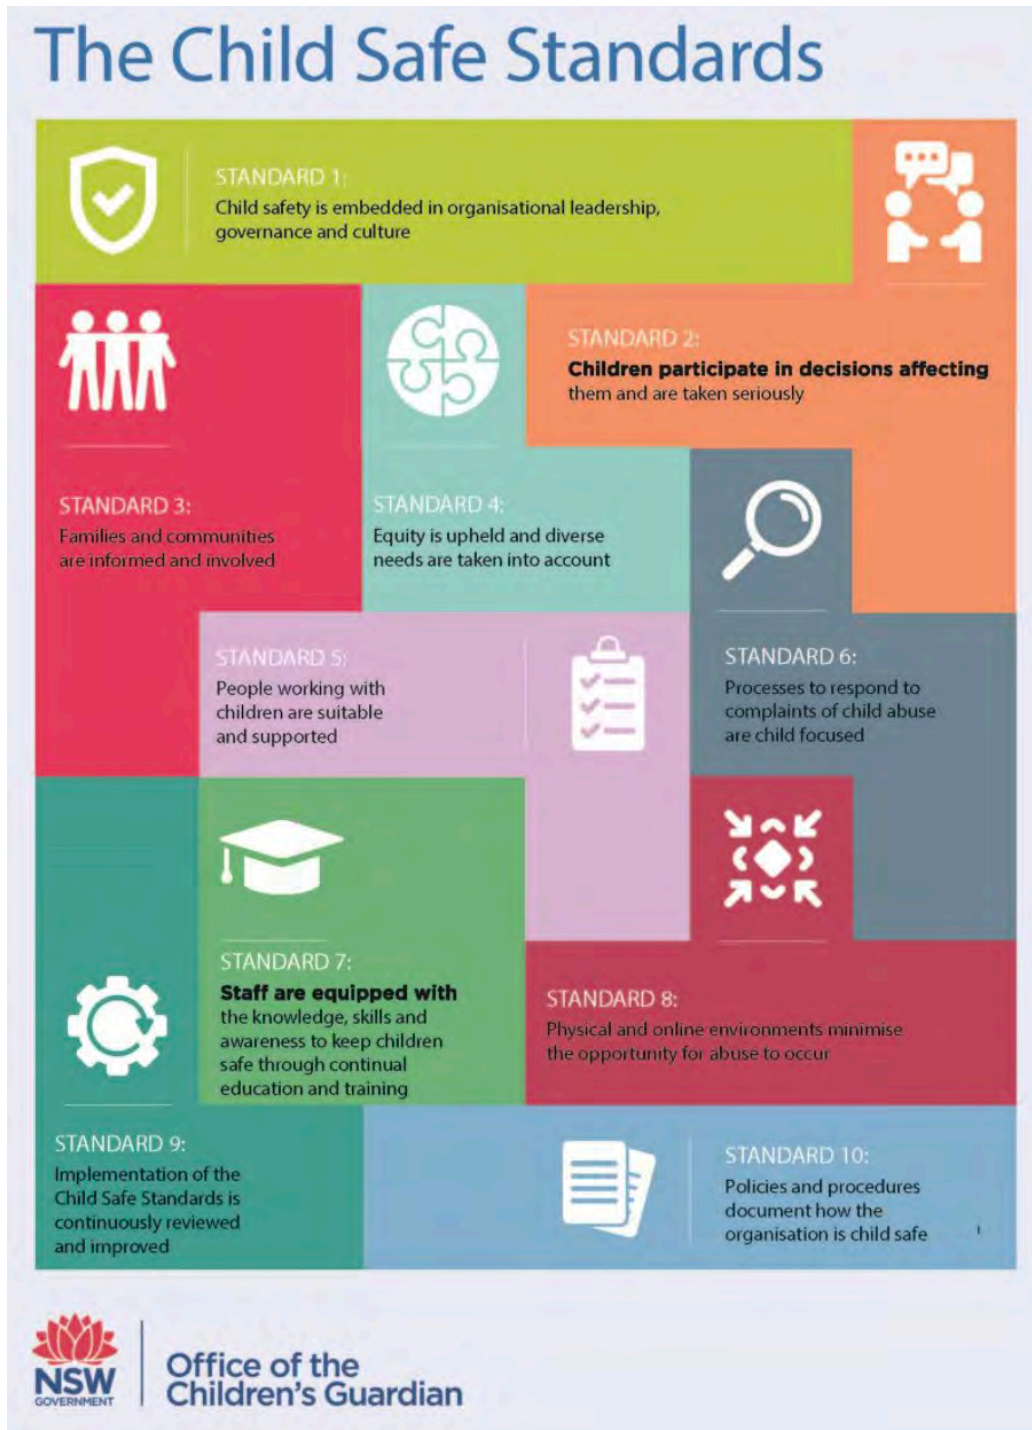 The Child Safe Standards
STANDARD 1:
Child safety is embedded in organisational leadership,
governance and culture
STANDARD 2:
Children participate in decisions affecting
them and are taken seriously
STANDARD 3:
Families and communities
are informed and involved
STANDARD 4:
Equity is upheld and diverse
needs are taken into account
STANDARD 5:
People working with
children are suitable
and supported
STANDARD 6:
Processes to respond to
complaints of child abuse
are child focused
STANDARD 7:
Staff are equipped with
the knowledge, skills and
awareness to keep children
safe through continual
education and training
STANDARD 8:
Physical and online environments minimise
the opportunity for abuse to occur
STANDARD 9:
Implementation of the
Child Safe Standards is
continuously reviewed
and improved
STANDARD 10:
Policies and procedures
document how the
organisation is child safe
NSW
GOVERNMENT
Office of the
Children's Guardian